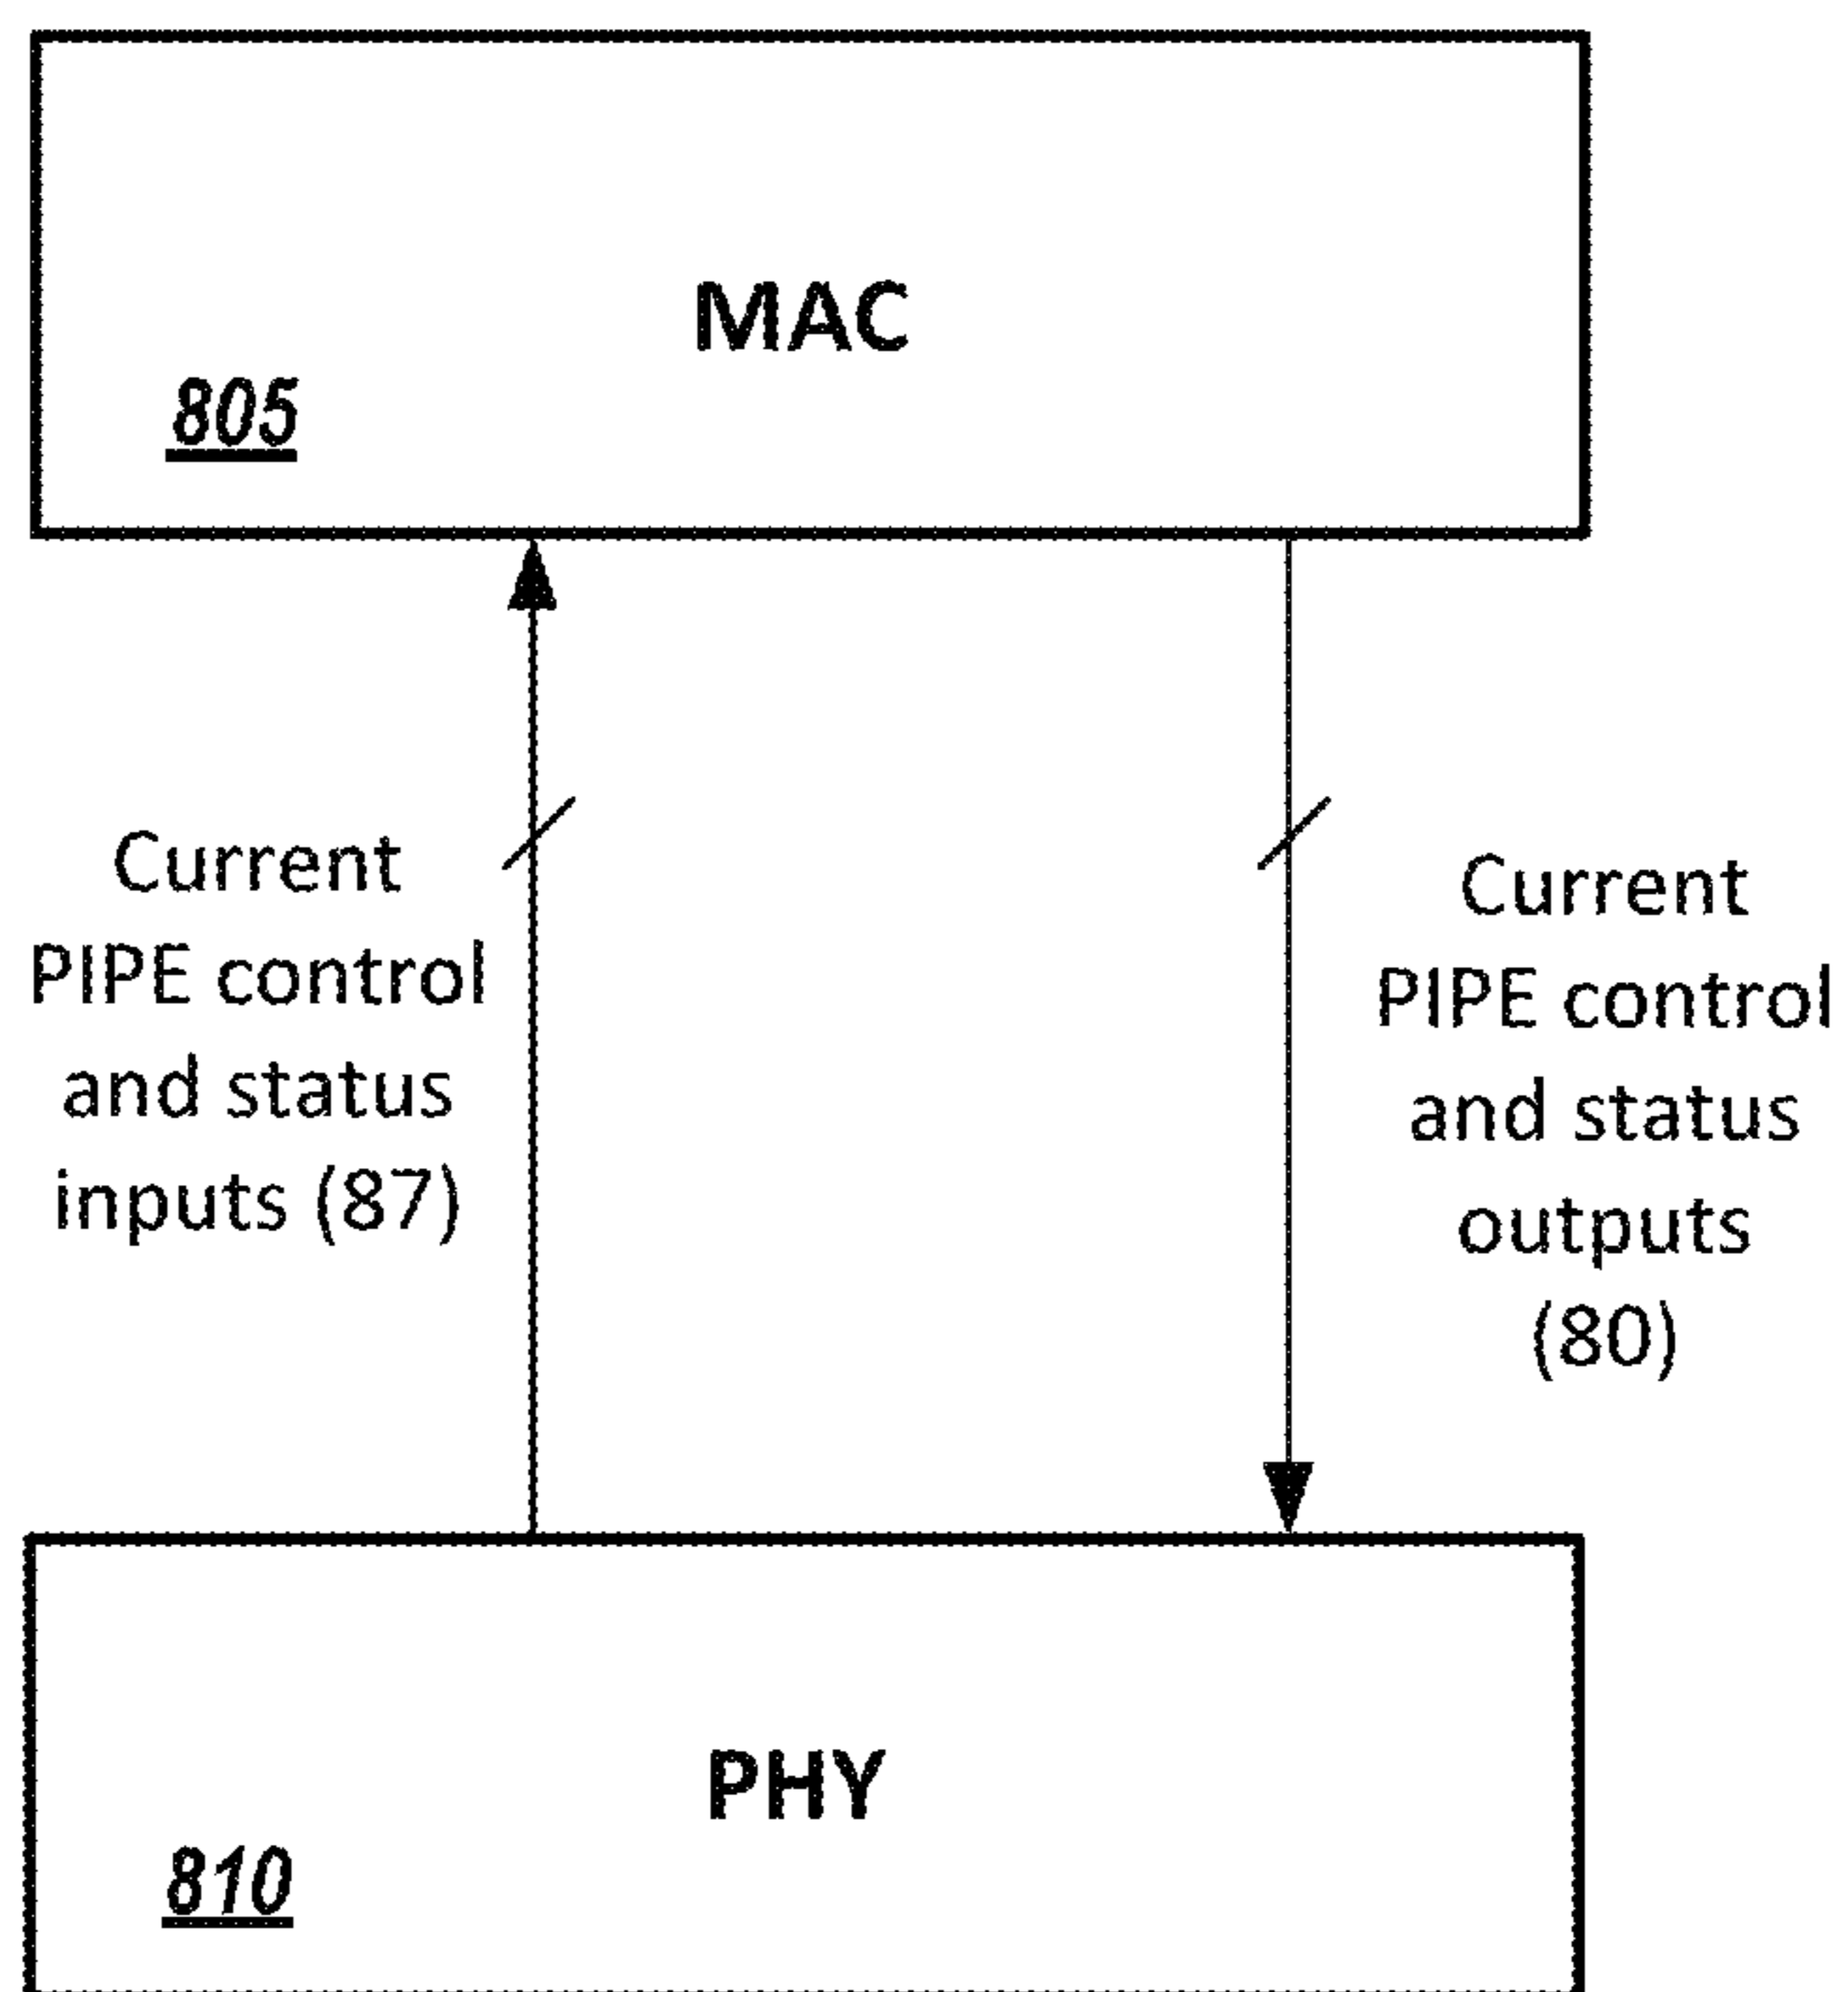 MAC
805
Current
PIPE control
and status
inputs (87)
Current
PIPE control
and status
outputs
(80)
PHY
810